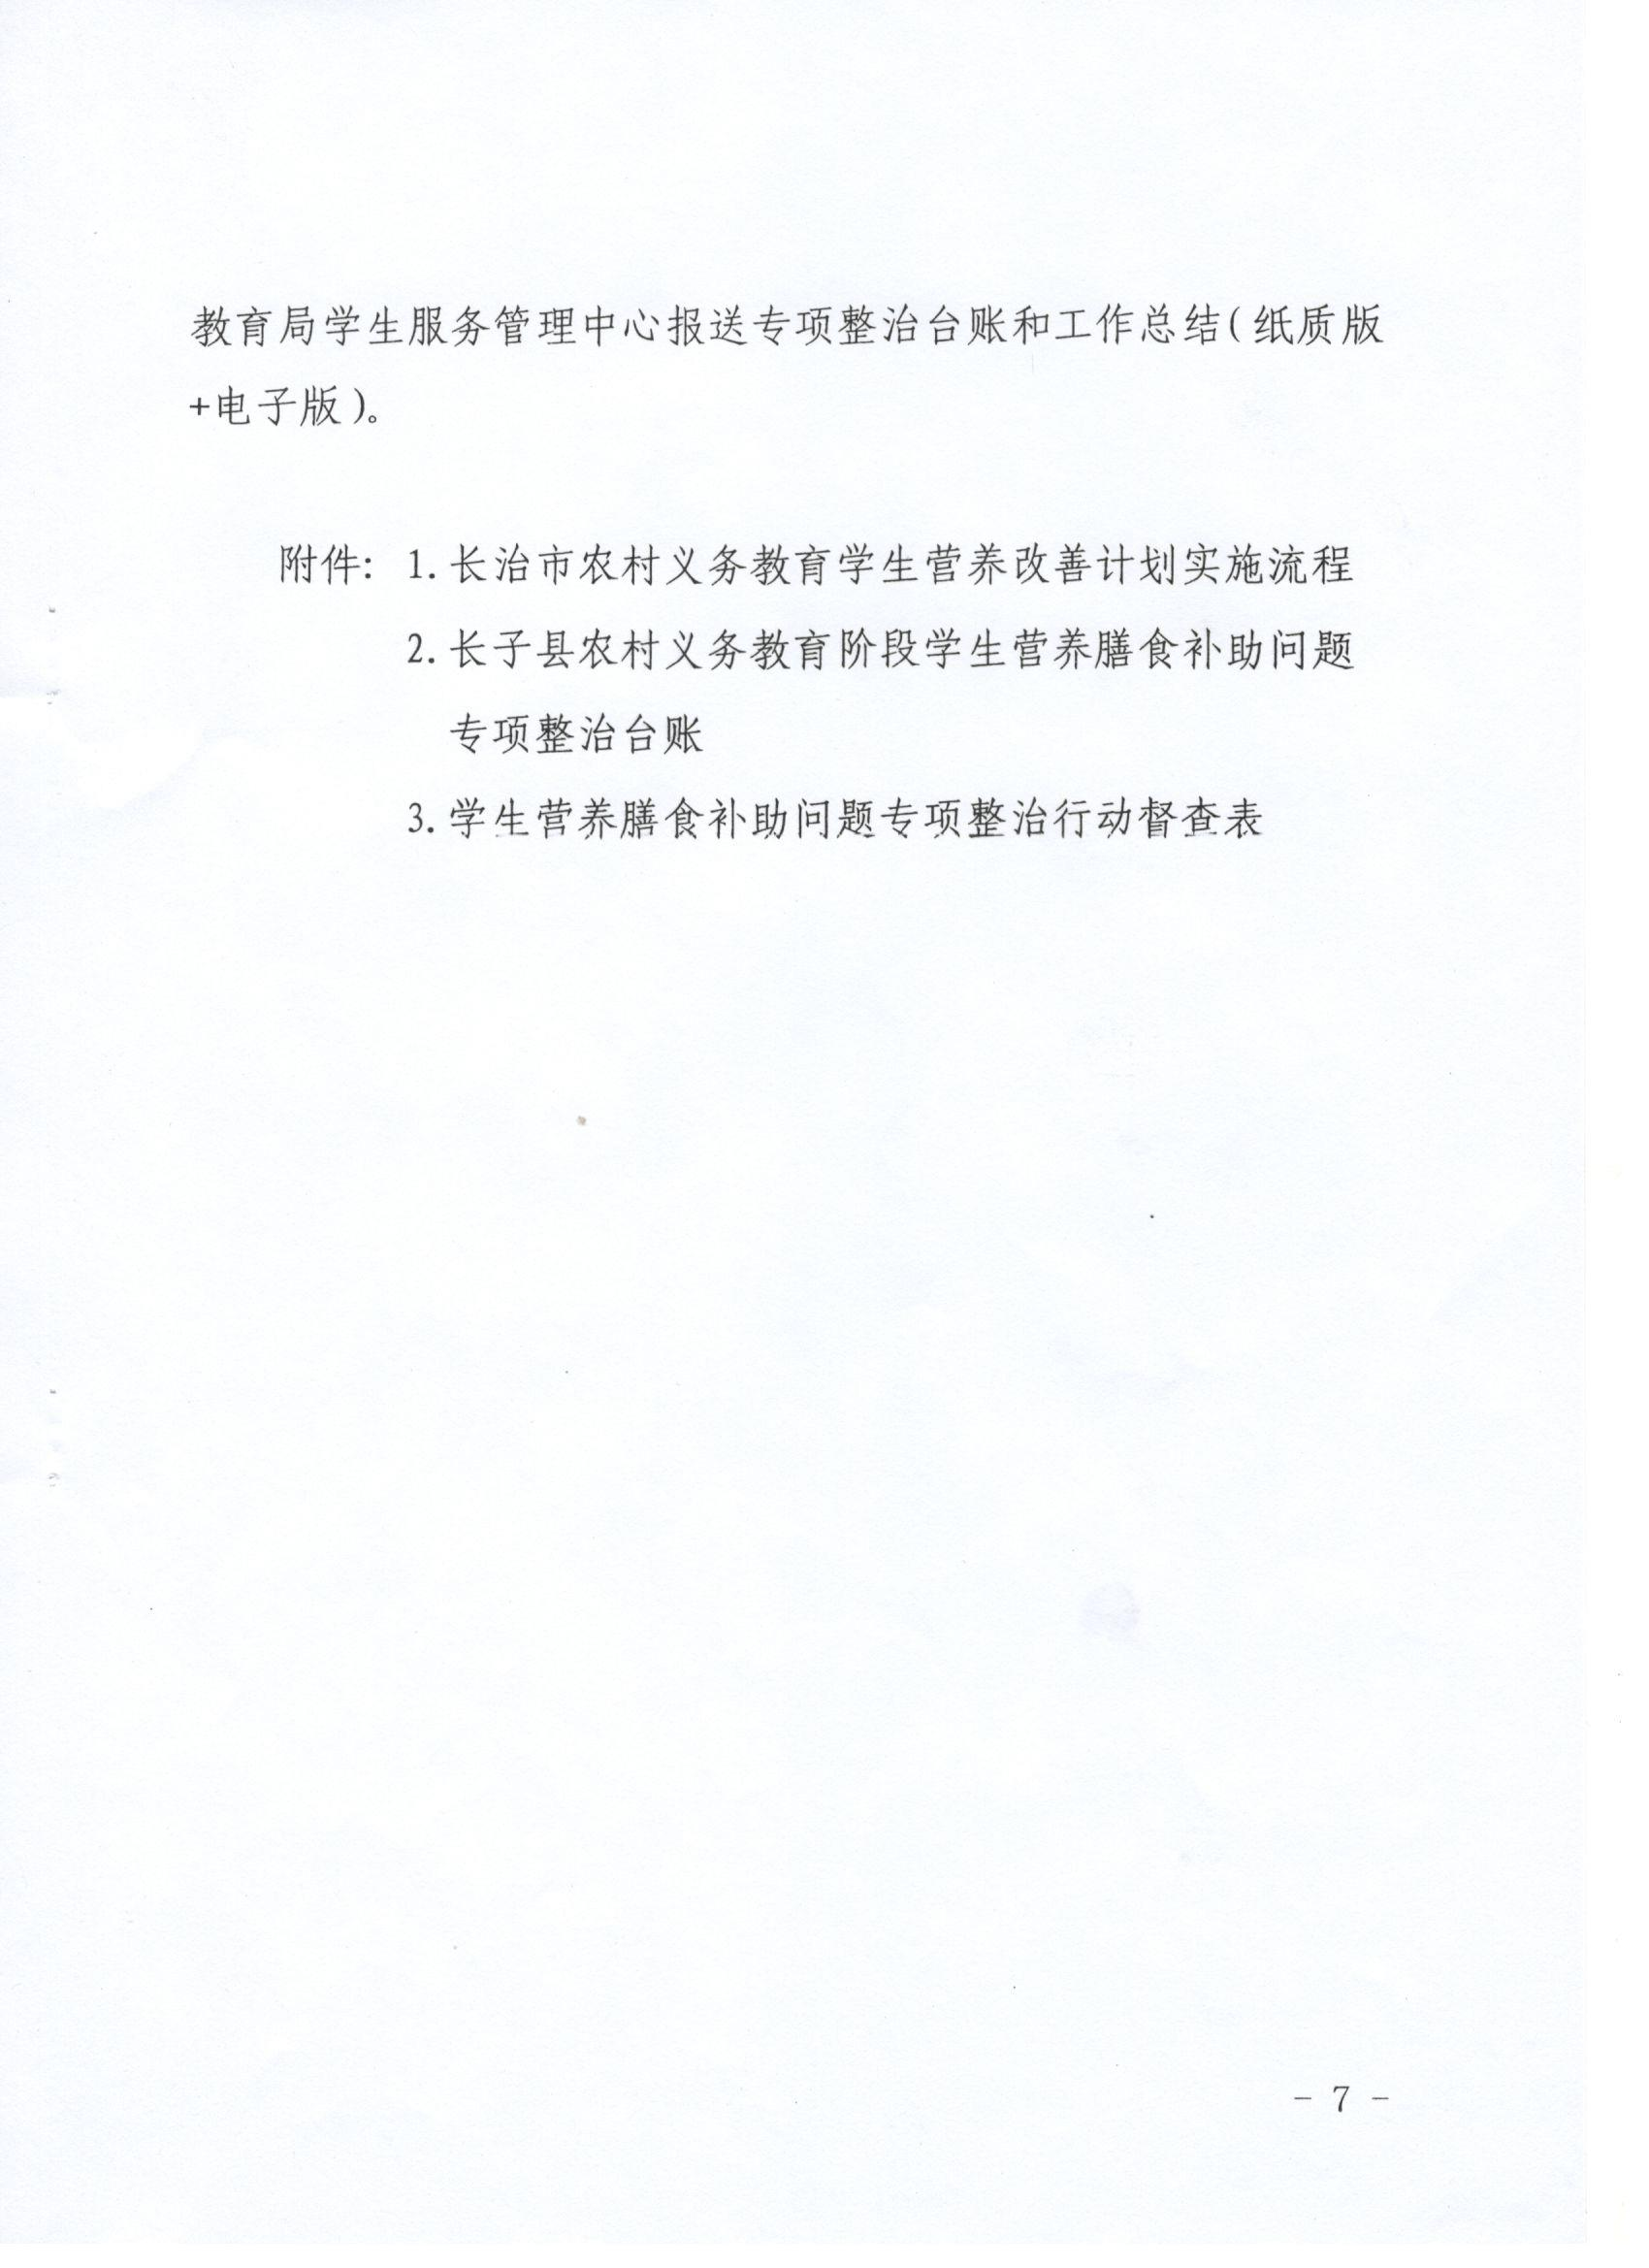 教育局学生服务管理中心报送专项整治台账和工作总结(纸质版
+电子版)。
附件: 1.长治市农村义务教育学生营养改善计划实施流程
2.长子县农村义务教育阶段学生营养膳食补助问题
专项整治台账
3.学生营养膳食补助问题专项整治行动督查表
- 7 -